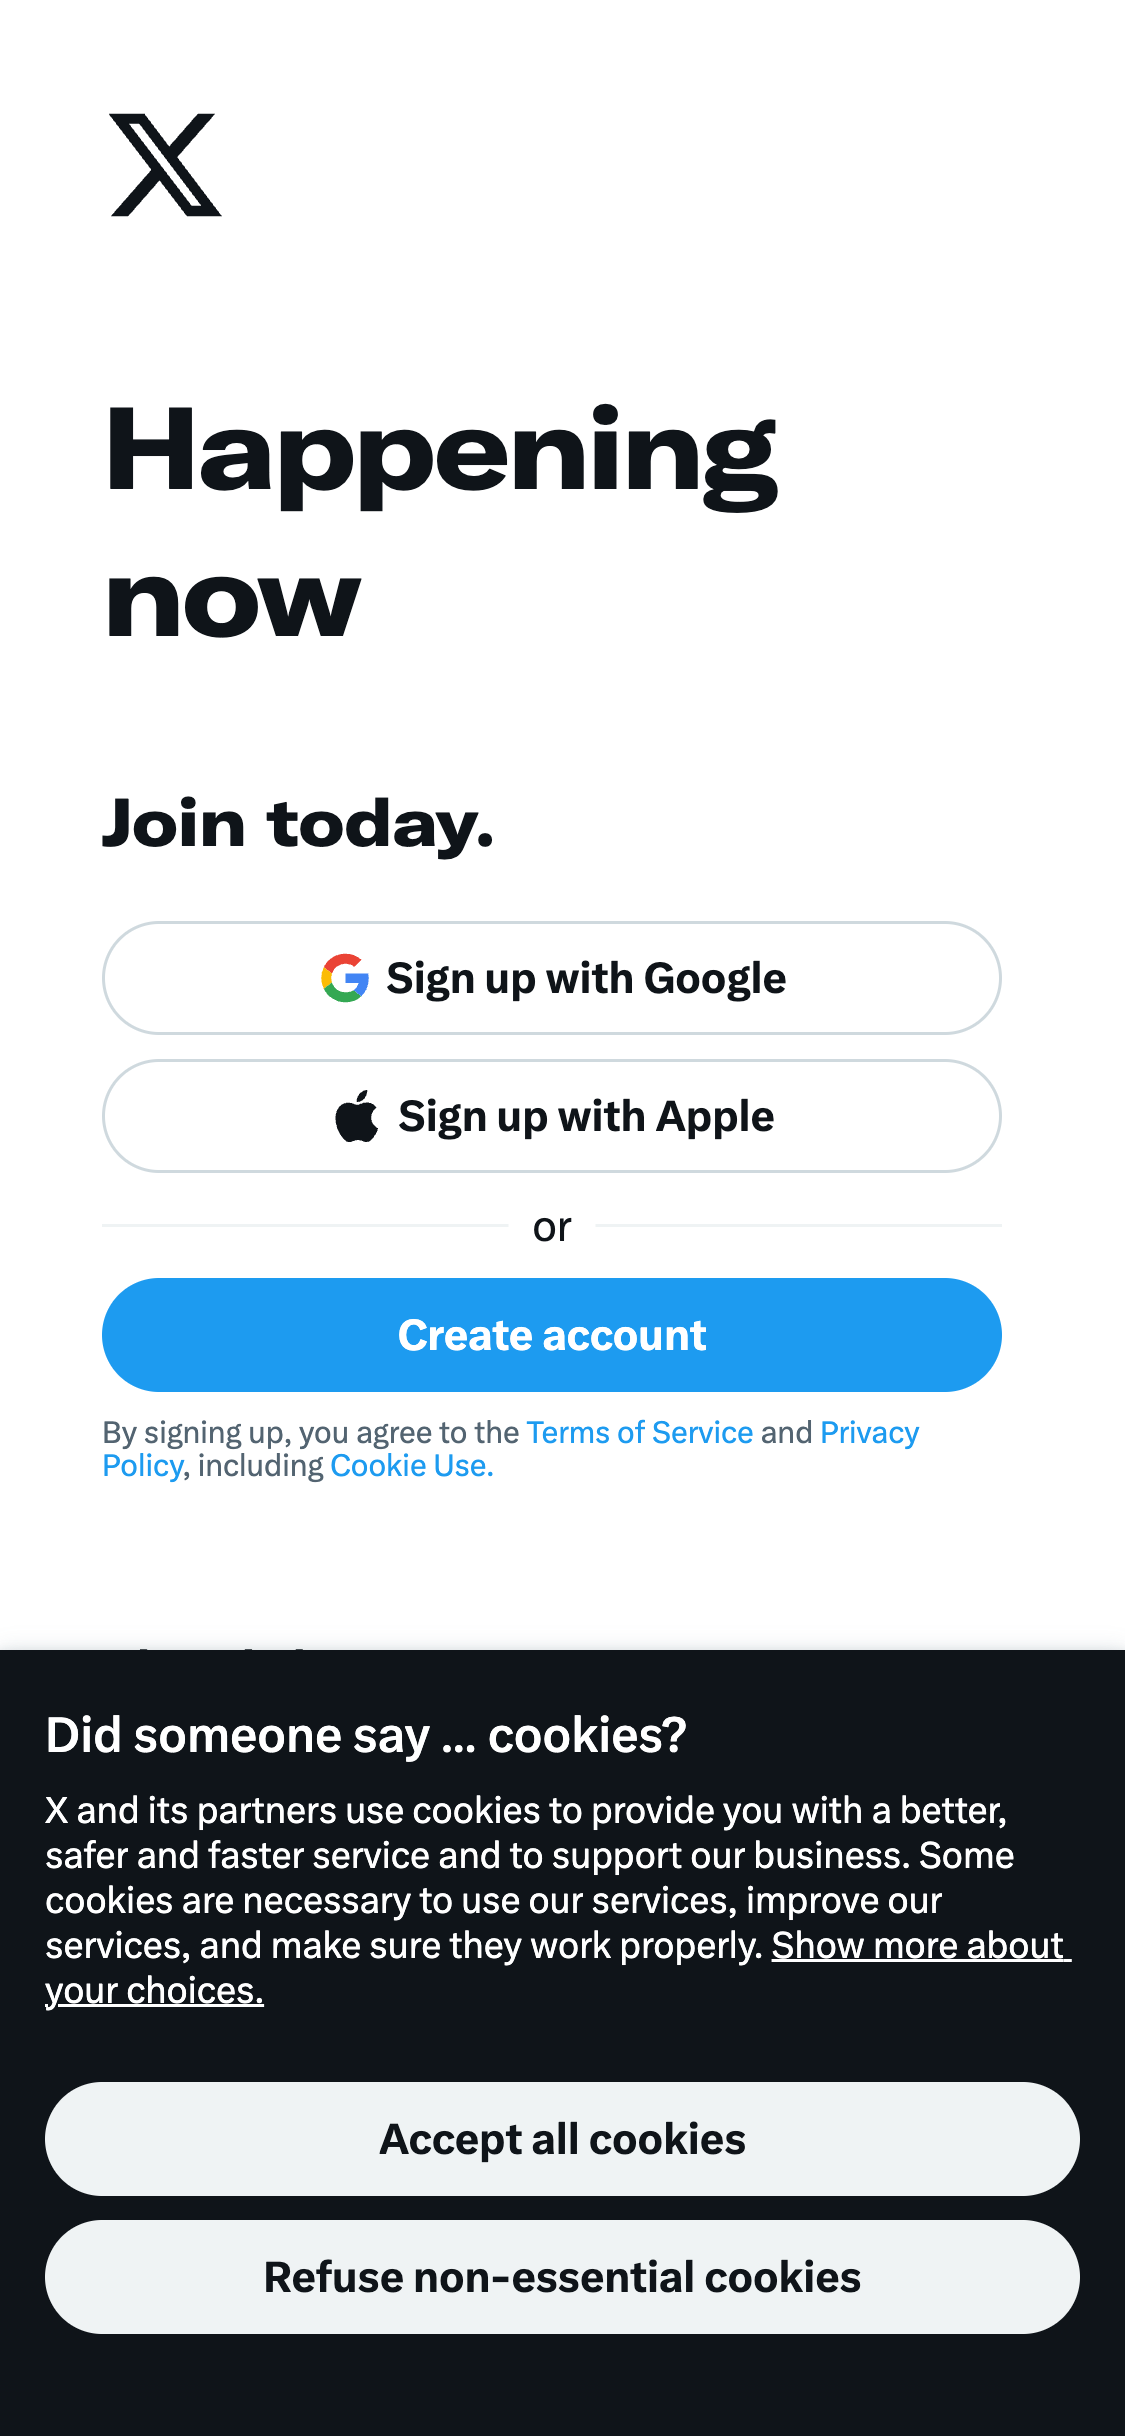 Happening
now
Join today.
Sign up with Google
Sign up with Apple
or
Create account
By signing up, you agree to the Terms of Service and Privacy
Policy, including Cookie Use.
Did someone say … cookies?
X and its partners use cookies to provide you with a better,
safer and faster service and to support our business. Some
cookies are necessary to use our services, improve our
services, and make sure they work properly. Show more about
your choices.
Accept all cookies
Refuse non-essential cookies